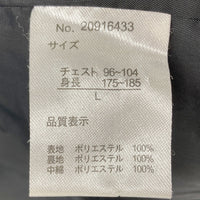 No. 20916433
サイズ
チェスト 96~104
身長 175~185
L
品質表示
表地 ポリエステル 100%
裏地 ポリエステル 100%
中綿 ポリエステル 100%